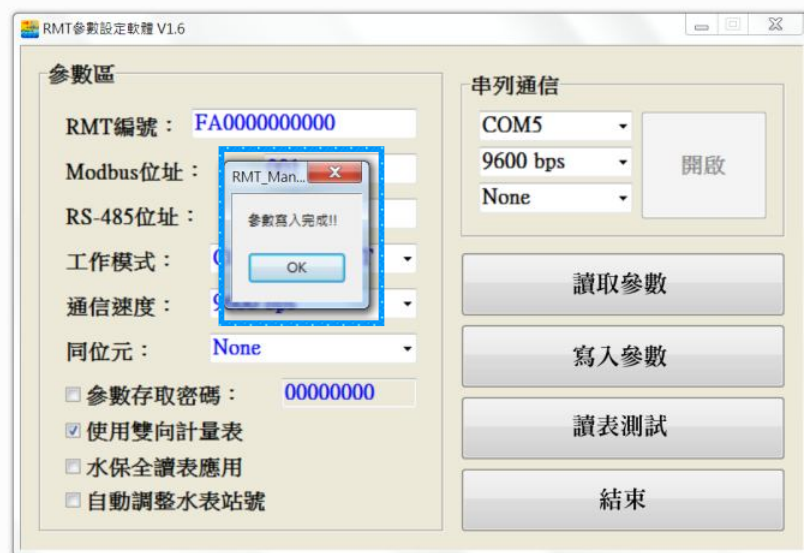 RMT參數設定軟體 V1.6
參數區
RMT編號：
FA0000000000
Modbus位址：
RS-485位址：
工作模式：
通信速度：
同位元：
None
參數存取密碼：
00000000
使用雙向計量表
水保全讀表應用
自動調整水表站號
RMT_Man...
參數寫入完成!!
OK
串列通信
COM5
9600 bps
None
開啟
讀取參數
寫入參數
讀表測試
結束